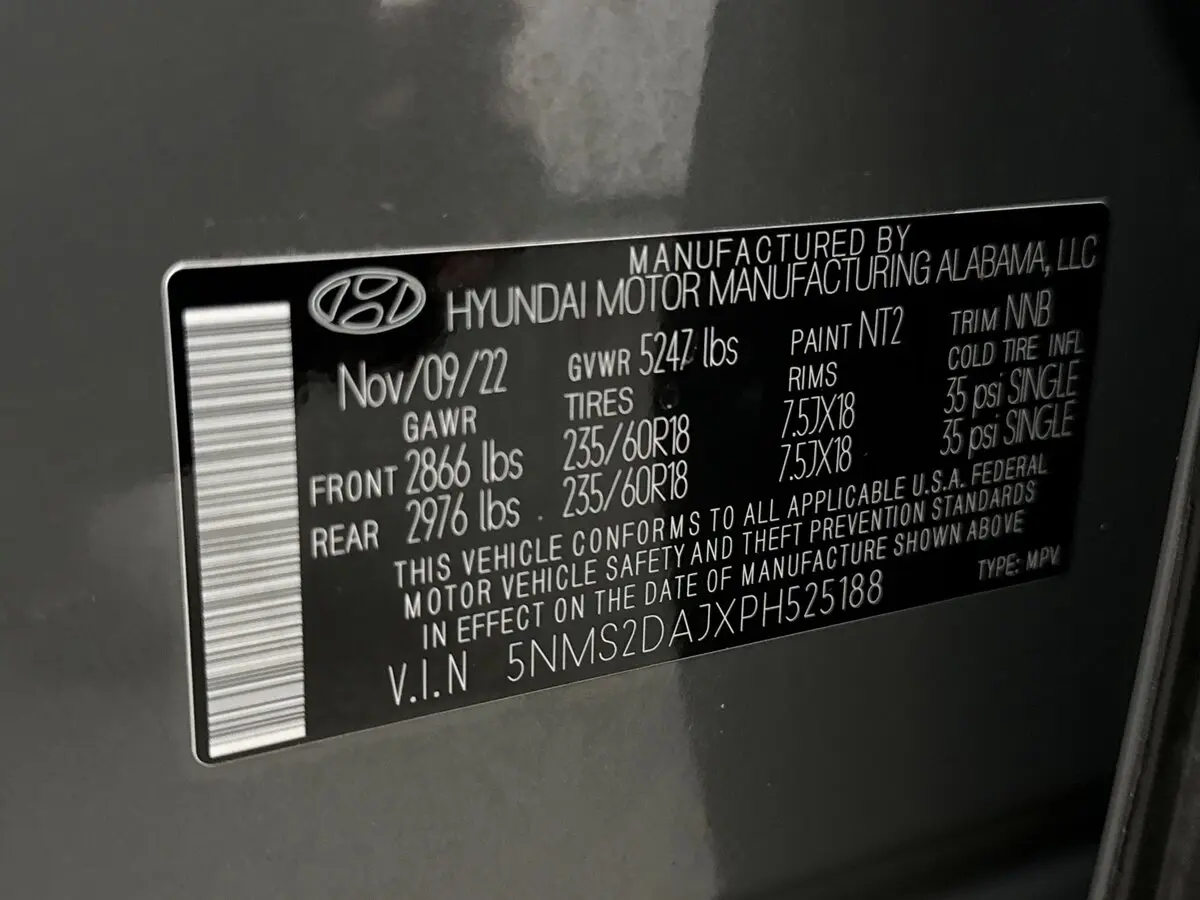 MANUFACTURED BY
HYUNDAI MOTOR MANUFACTURING ALABAMA, LLC
Nov/09/22 GVWR 5247 lbs PAINT NT2 TRIM NNB
GAWR TIRES RIMS COLD TIRE INFL
FRONT 2866 lbs 235/60R18 7.5JX18 35 psi SINGLE
REAR 2976 lbs . 235/60R18 7.5JX18 35 psi SINGLE
THIS VEHICLE CONFORMS TO ALL APPLICABLE U.S.A. FEDERAL
MOTOR VEHICLE SAFETY AND THEFT PREVENTION STANDARDS
IN EFFECT ON THE DATE OF MANUFACTURE SHOWN ABOVE
V.I.N 5NMS2DAJXPH525188 TYPE: MPV